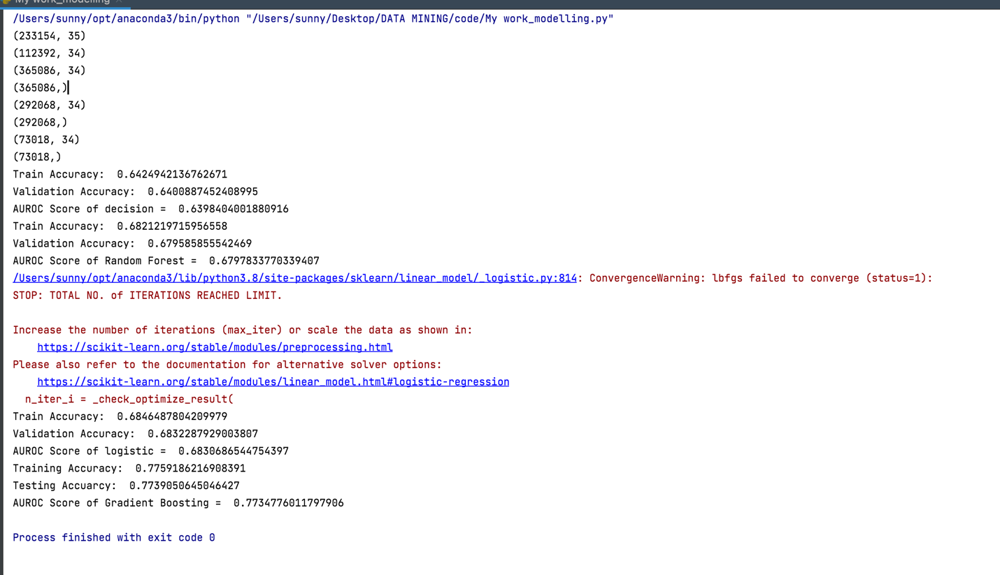 My work_modelling ×
/Users/sunny/opt/anaconda3/bin/python "/Users/sunny/Desktop/DATA MINING/code/My work_modelling.py"
(233154, 35)
(112392, 34)
(365086, 34)
(365086,)
(292068, 34)
(292068,)
(73018, 34)
(73018,)
Train Accuracy:  0.6424942136762671
Validation Accuracy:  0.6400887452408995
AUROC Score of decision =  0.6398404001880916
Train Accuracy:  0.6821219715956558
Validation Accuracy:  0.679585855542469
AUROC Score of Random Forest =  0.6797833770339407
/Users/sunny/opt/anaconda3/lib/python3.8/site-packages/sklearn/linear_model/_logistic.py:814: ConvergenceWarning: lbfgs failed to converge (status=1):
STOP: TOTAL NO. of ITERATIONS REACHED LIMIT.
Increase the number of iterations (max_iter) or scale the data as shown in:
    https://scikit-learn.org/stable/modules/preprocessing.html
Please also refer to the documentation for alternative solver options:
    https://scikit-learn.org/stable/modules/linear_model.html#logistic-regression
  n_iter_i = _check_optimize_result(
Train Accuracy:  0.6846487804209979
Validation Accuracy:  0.6832287929003807
AUROC Score of logistic =  0.6830686544754397
Training Accuracy:  0.7759186216908391
Testing Accuarcy:  0.7739050645046427
AUROC Score of Gradient Boosting =  0.7734776011797906
Process finished with exit code 0